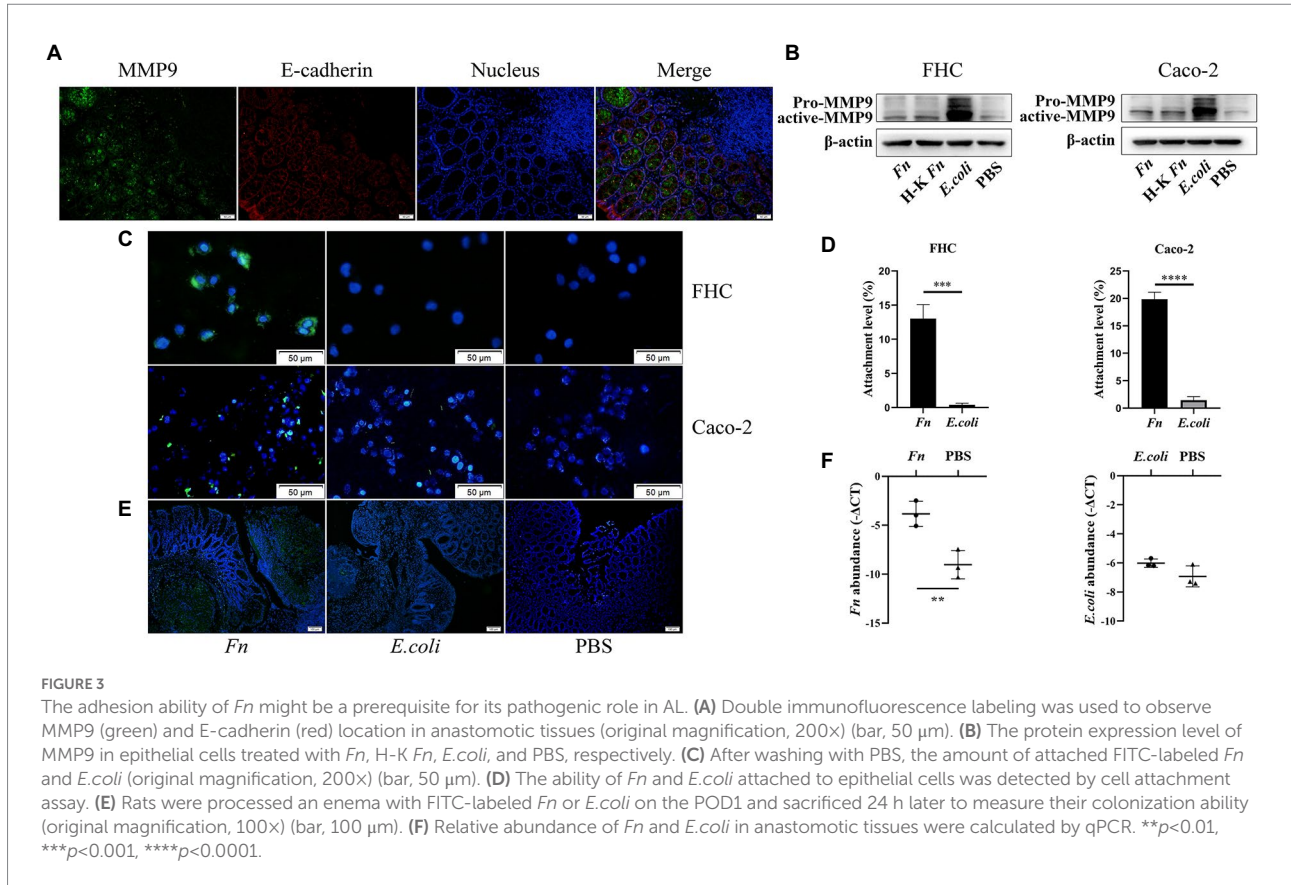 A
MMP9 E-cadherin Nucleus Merge
B
FHC Caco-2
Pro-MMP9
active-MMP9
β-actin
Fn H-K Fn E.coli PBS
Pro-MMP9
active-MMP9
β-actin
Fn H-K Fn E.coli PBS
C
FHC
50 μm 50 μm 50 μm
Caco-2
50 μm 50 μm 50 μm
D
FHC
Attachment level (%)
20
15
10
5
0
***
Fn E.coli
Caco-2
Attachment level (%)
25
20
15
10
5
0
****
Fn E.coli
E
Fn E.coli PBS
F
Fn PBS
Fn abundance (-ΔCT)
0
-5
-10
-15
**
E.coli PBS
E.coli abundance (-ΔCT)
0
-2
-4
-6
-8
-10
FIGURE 3
The adhesion ability of Fn might be a prerequisite for its pathogenic role in AL. (A) Double immunofluorescence labeling was used to observe
MMP9 (green) and E-cadherin (red) location in anastomotic tissues (original magnification, 200×) (bar, 50 μm). (B) The protein expression level of
MMP9 in epithelial cells treated with Fn, H-K Fn, E.coli, and PBS, respectively. (C) After washing with PBS, the amount of attached FITC-labeled Fn
and E.coli (original magnification, 200×) (bar, 50 μm). (D) The ability of Fn and E.coli attached to epithelial cells was detected by cell attachment
assay. (E) Rats were processed an enema with FITC-labeled Fn or E.coli on the POD1 and sacrificed 24 h later to measure their colonization ability
(original magnification, 100×) (bar, 100 μm). (F) Relative abundance of Fn and E.coli in anastomotic tissues were calculated by qPCR. **p<0.01,
***p<0.001, ****p<0.0001.